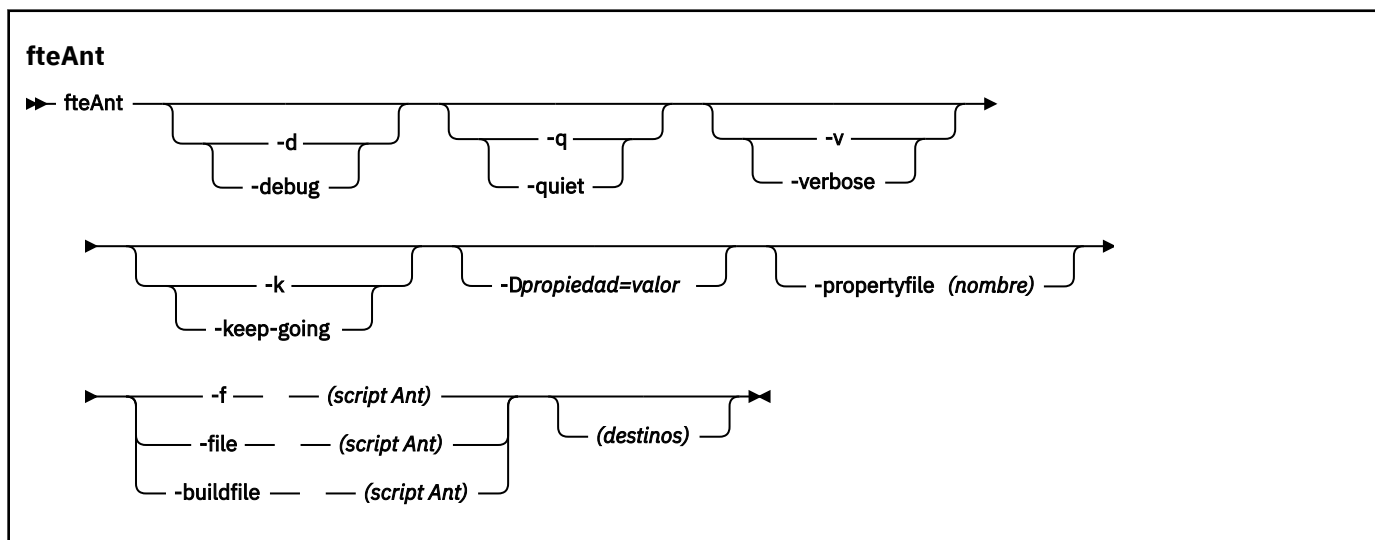 fteAnt
fteAnt
-d
-debug
-q
-quiet
-v
-verbose
-k
-keep-going
-Dpropiedad=valor
-propertyfile (nombre)
-f (script Ant)
-file (script Ant)
-buildfile (script Ant)
(destinos)